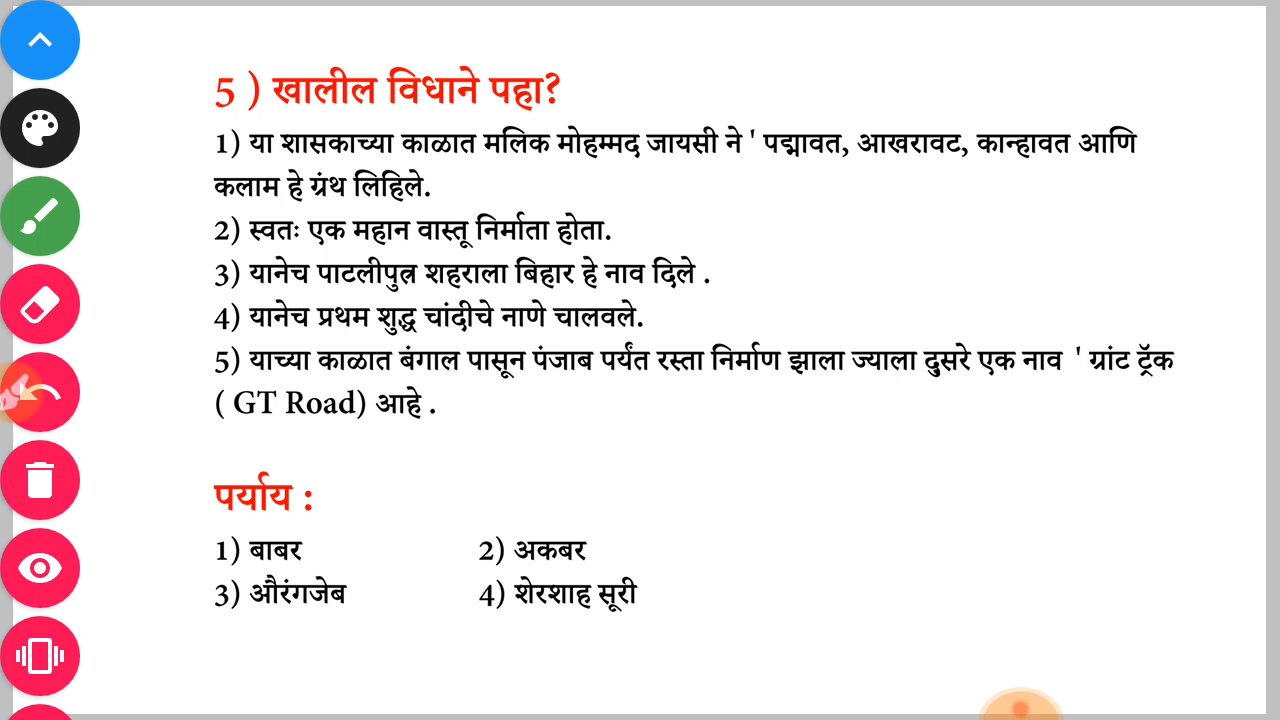 5 ) खालील विधाने पहा?
1) या शासकाच्या काळात मलिक मोहम्मद जायसी ने ' पद्मावत, आखरावट, कान्हावत आणि
कलाम हे ग्रंथ लिहिले.
2) स्वतः एक महान वास्तू निर्माता होता.
3) यानेच पाटलीपुत्र शहराला बिहार हे नाव दिले .
4) यानेच प्रथम शुद्ध चांदीचे नाणे चालवले.
5) याच्या काळात बंगाल पासून पंजाब पर्यंत रस्ता निर्माण झाला ज्याला दुसरे एक नाव ' ग्रांट ट्रॅक
( GT Road) आहे .
पर्याय :
1) बाबर 2) अकबर
3) औरंगजेब 4) शेरशाह सूरी